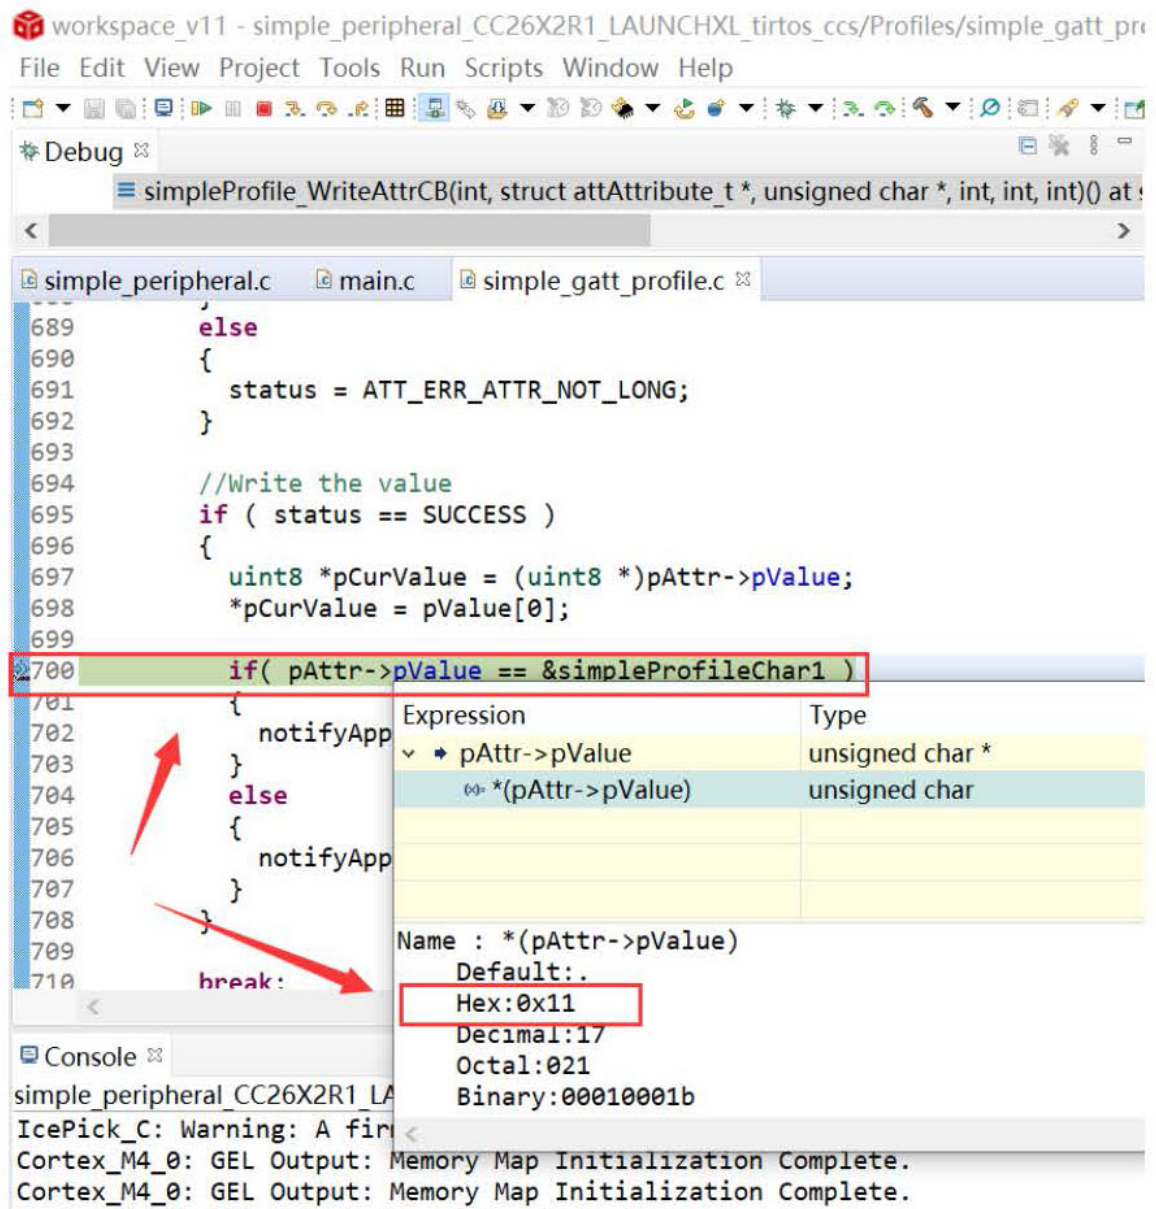 workspace_v11 - simple_peripheral_CC26X2R1_LAUNCHXL_tirtos_ccs/Profiles/simple_gatt_pr
File Edit View Project Tools Run Scripts Window Help
Debug
simpleProfile_WriteAttrCB(int, struct attAttribute_t *, unsigned char *, int, int, int)() at
simple_peripheral.c main.c simple_gatt_profile.c
689 else
690 {
691 status = ATT_ERR_ATTR_NOT_LONG;
692 }
693
694 //Write the value
695 if ( status == SUCCESS )
696 {
697 uint8 *pCurValue = (uint8 *)pAttr->pValue;
698 *pCurValue = pValue[0];
699
700 if( pAttr->pValue == &simpleProfileChar1 )
701 {
702 notifyApp
703 }
704 else
705 {
706 notifyApp
707 }
708 }
709
710 break;
Expression Type
pAttr->pValue unsigned char *
(x)= *(pAttr->pValue) unsigned char
Name : *(pAttr->pValue)
Default:.
Hex:0x11
Decimal:17
Octal:021
Binary:00010001b
Console
simple_peripheral_CC26X2R1_LA
IcePick_C: Warning: A fir
Cortex_M4_0: GEL Output: Memory Map Initialization Complete.
Cortex_M4_0: GEL Output: Memory Map Initialization Complete.